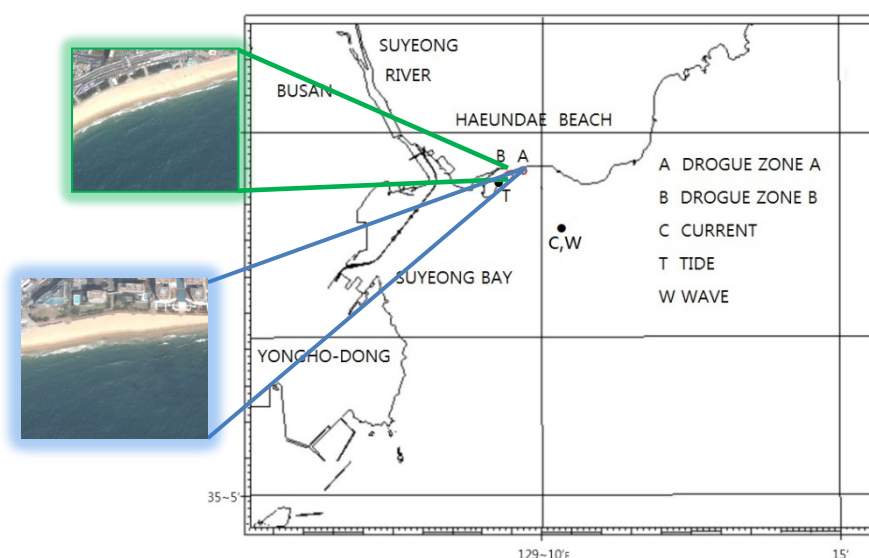 SUYEONG
RIVER
BUSAN
HAEUNDAE BEACH
B A
T
C,W
SUYEONG BAY
YONGHO-DONG
A DROGUE ZONE A
B DROGUE ZONE B
C CURRENT
T TIDE
W WAVE
35~5'
129~10'E
15'